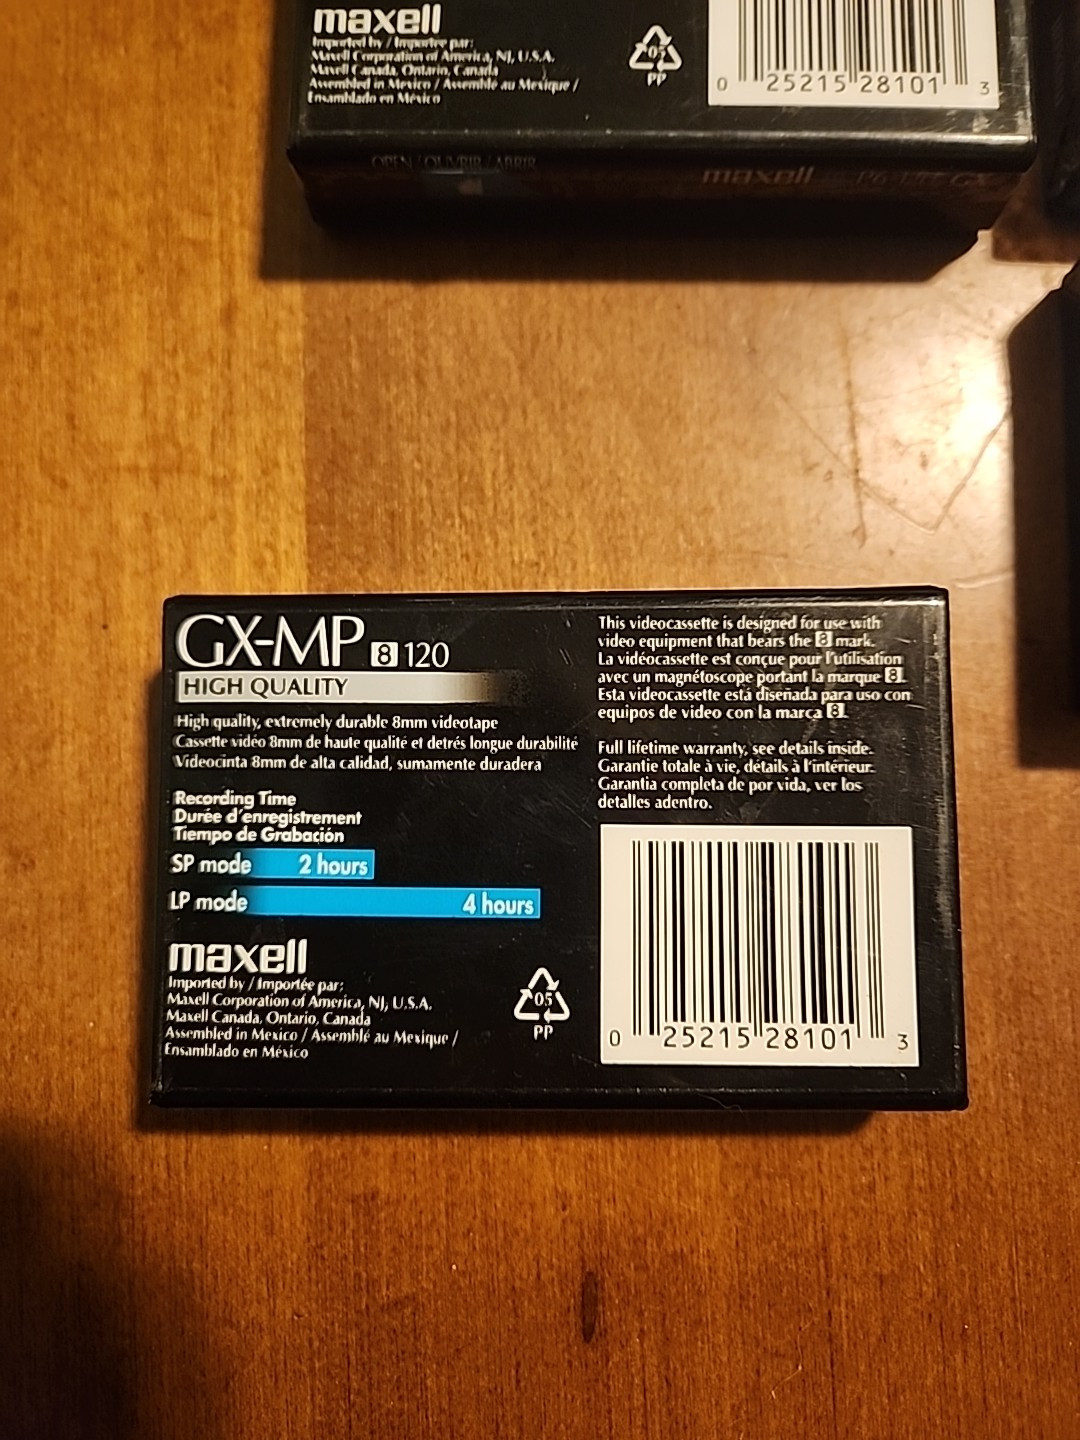 maxell
Imported by / Importée par:
Maxell Corporation of America, NJ, U.S.A.
Maxell Canada, Ontario, Canada
Assembled in Mexico / Assemblé au Mexique /
Ensamblado en México
05
PP
0 25215 28101 3
OPEN / OUVRIR / ABRIR
maxell
GX-MP 8 120
HIGH QUALITY
High quality, extremely durable 8mm videotape
Cassette vidéo 8mm de haute qualité et detrés longue durabilité
Videocinta 8mm de alta calidad, sumamente duradera
Recording Time
Durée d'enregistrement
Tiempo de Grabación
SP mode 2 hours
LP mode 4 hours
maxell
Imported by / Importée par:
Maxell Corporation of America, NJ, U.S.A.
Maxell Canada, Ontario, Canada
Assembled in Mexico / Assemblé au Mexique /
Ensamblado en México
05
PP
This videocassette is designed for use with
video equipment that bears the 8 mark.
La vidéocassette est conçue pour l'utilisation
avec un magnétoscope portant la marque 8.
Esta videocassette está diseñada para uso con
equipos de video con la marca 8.
Full lifetime warranty, see details inside.
Garantie totale à vie, détails à l'intérieur.
Garantia completa de por vida, ver los
detalles adentro.
0 25215 28101 3